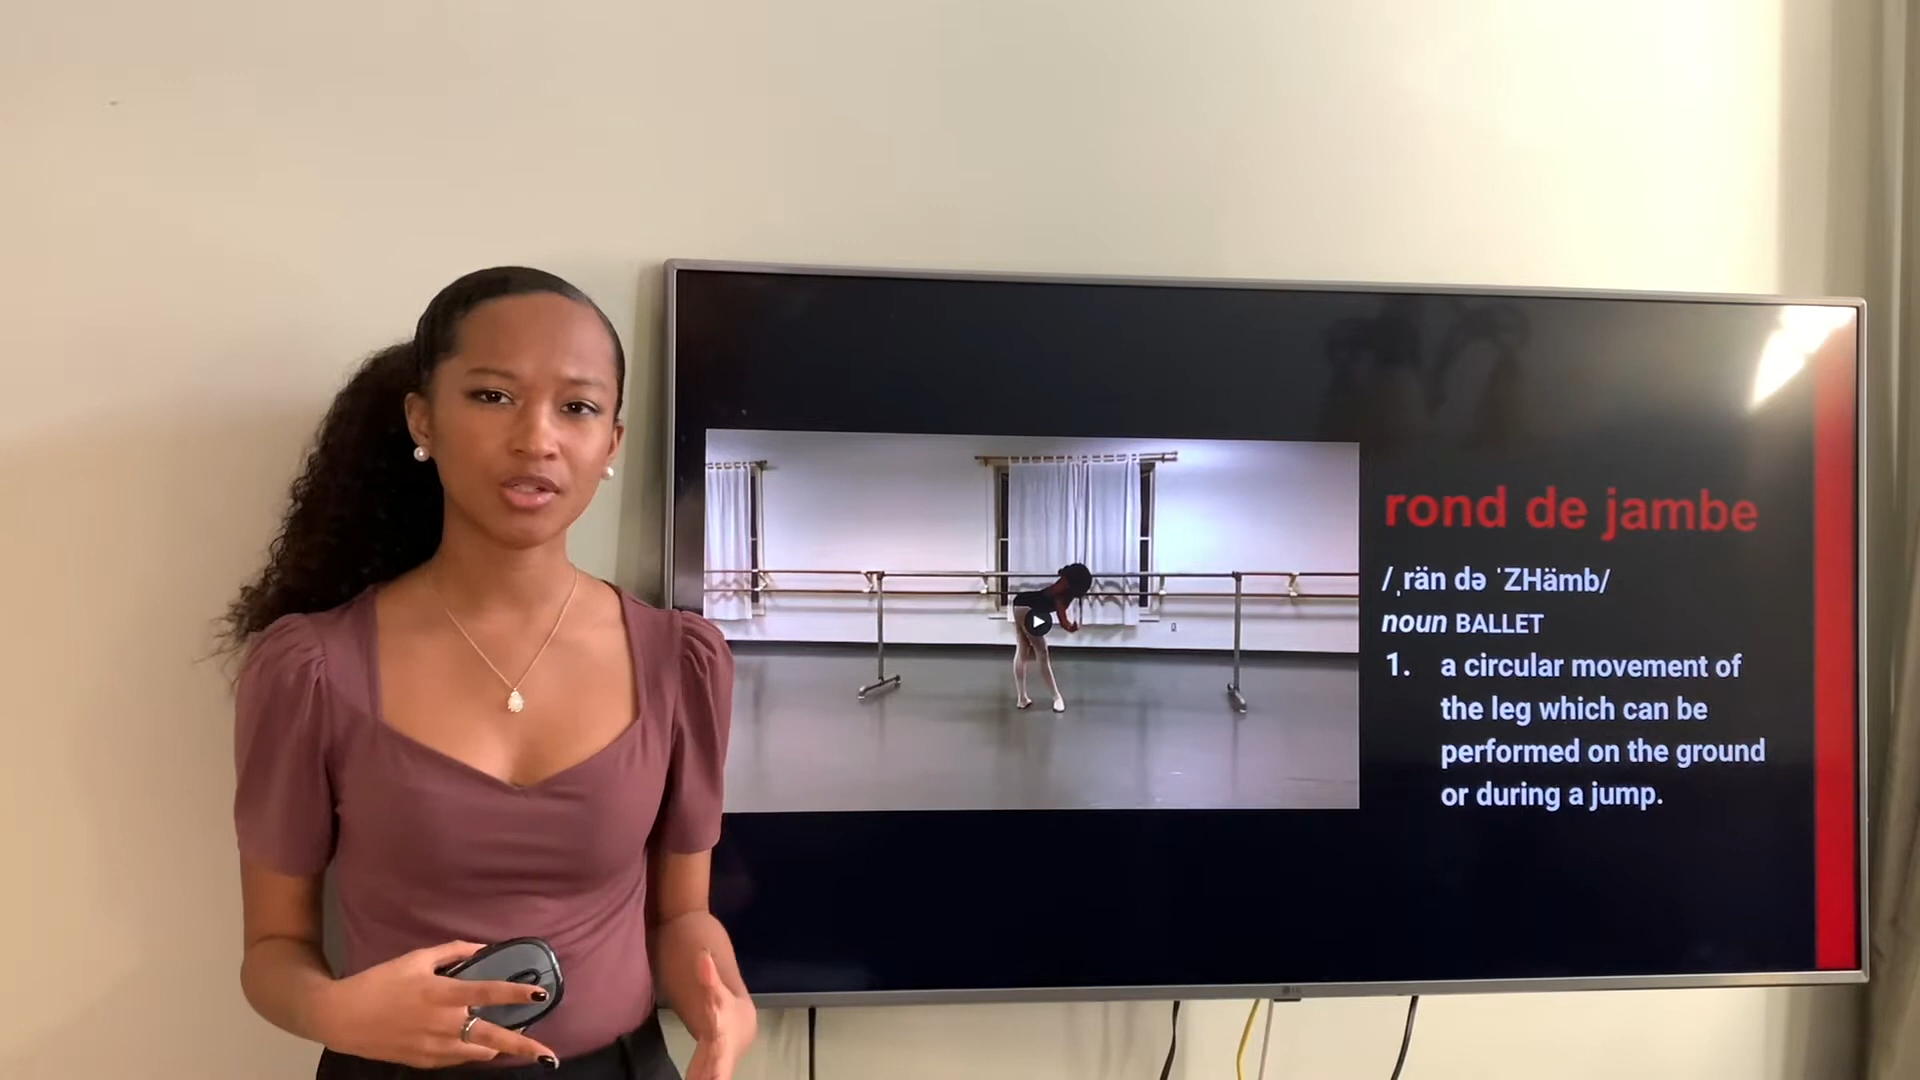 rond de jambe
/ˌrän də ˈZHämb/
noun BALLET
1. a circular movement of
the leg which can be
performed on the ground
or during a jump.
LG